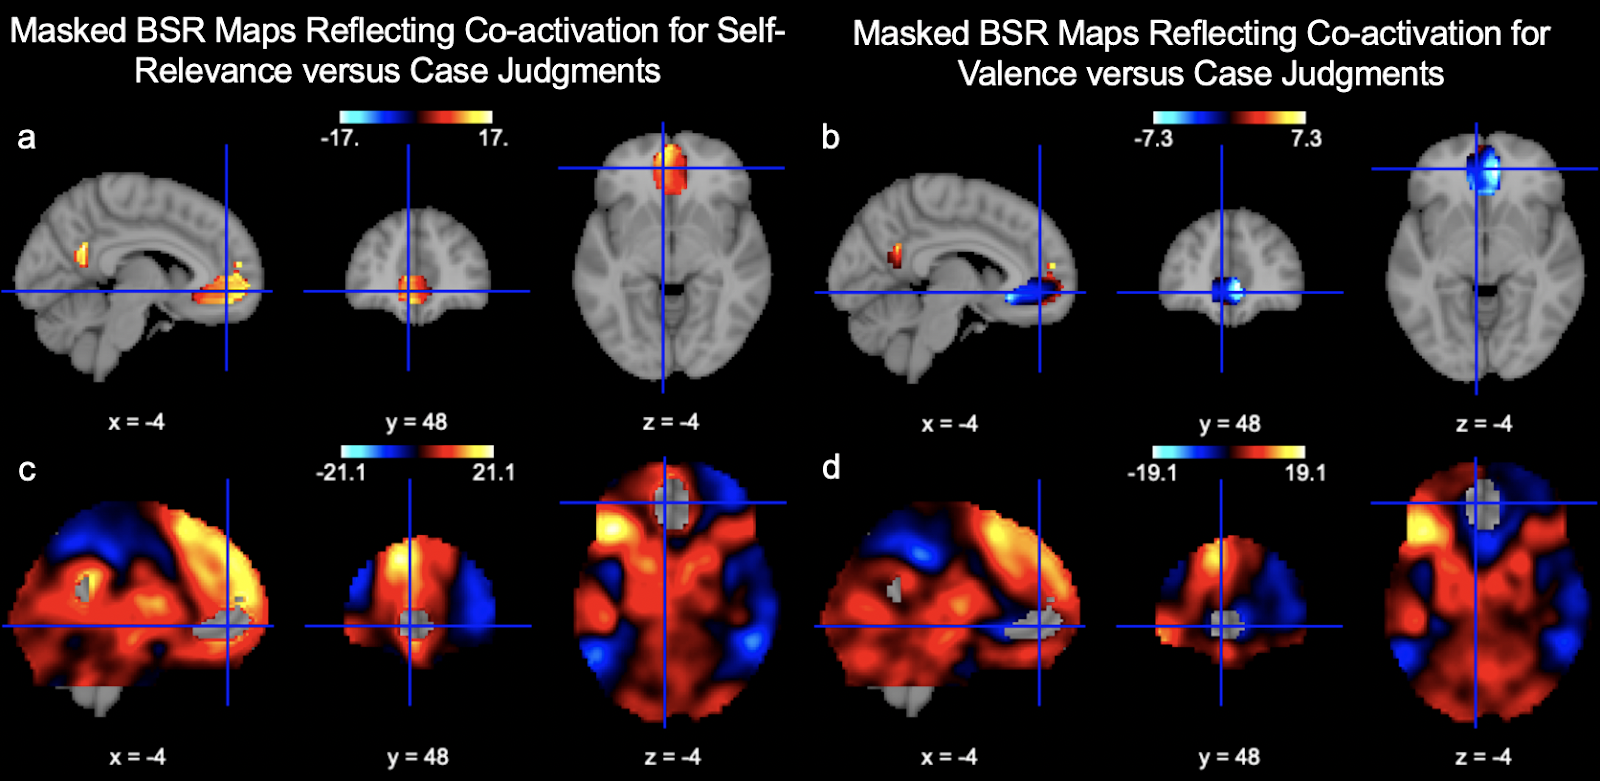 Masked BSR Maps Reflecting Co-activation for Self-
Relevance versus Case Judgments
Masked BSR Maps Reflecting Co-activation for
Valence versus Case Judgments
a
-17. 17.
x = -4 y = 48 z = -4
b
-7.3 7.3
x = -4 y = 48 z = -4
c
-21.1 21.1
x = -4 y = 48 z = -4
d
-19.1 19.1
x = -4 y = 48 z = -4